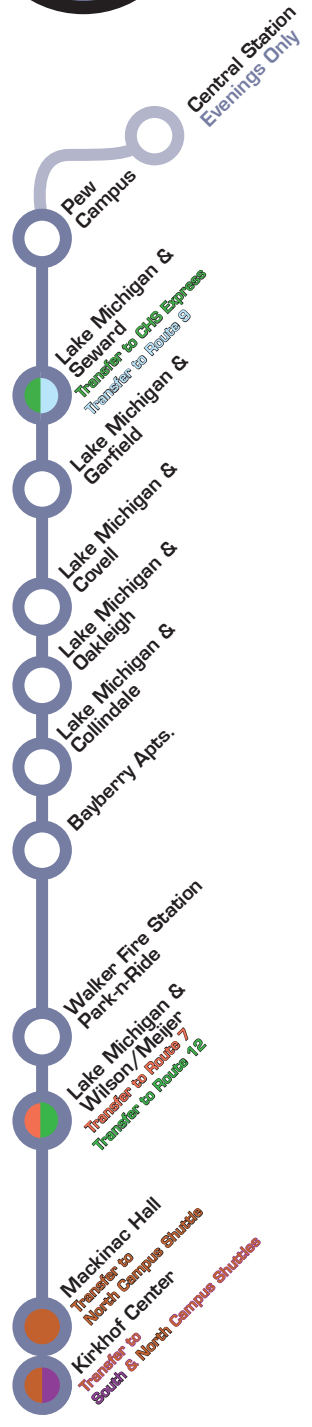 Central Station
Evenings Only
Pew
Campus
Lake Michigan &
Seward
Transfer to CHS Express
Transfer to Route 9
Lake Michigan &
Garfield
Lake Michigan &
Covell
Lake Michigan &
Oakleigh
Lake Michigan &
Collindale
Bayberry Apts.
Walker Fire Station
Park-n-Ride
Lake Michigan &
Wilson/Meijer
Transfer to Route 7
Transfer to Route 12
Mackinac Hall
Transfer to
North Campus Shuttle
Kirkhof Center
Transfer to
South & North Campus Shuttles